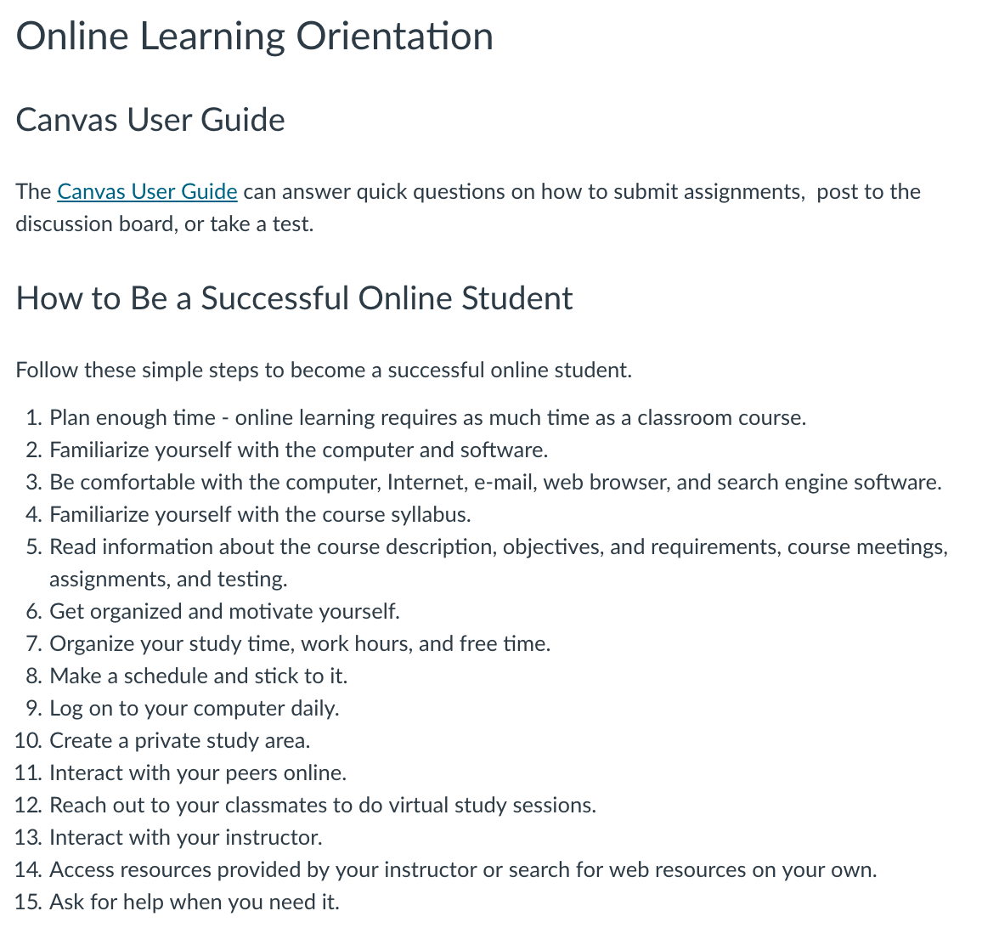 Online Learning Orientation
Canvas User Guide
The Canvas User Guide can answer quick questions on how to submit assignments,  post to the
discussion board, or take a test.
How to Be a Successful Online Student
Follow these simple steps to become a successful online student.
1. Plan enough time - online learning requires as much time as a classroom course.
2. Familiarize yourself with the computer and software.
3. Be comfortable with the computer, Internet, e-mail, web browser, and search engine software.
4. Familiarize yourself with the course syllabus.
5. Read information about the course description, objectives, and requirements, course meetings,
assignments, and testing.
6. Get organized and motivate yourself.
7. Organize your study time, work hours, and free time.
8. Make a schedule and stick to it.
9. Log on to your computer daily.
10. Create a private study area.
11. Interact with your peers online.
12. Reach out to your classmates to do virtual study sessions.
13. Interact with your instructor.
14. Access resources provided by your instructor or search for web resources on your own.
15. Ask for help when you need it.